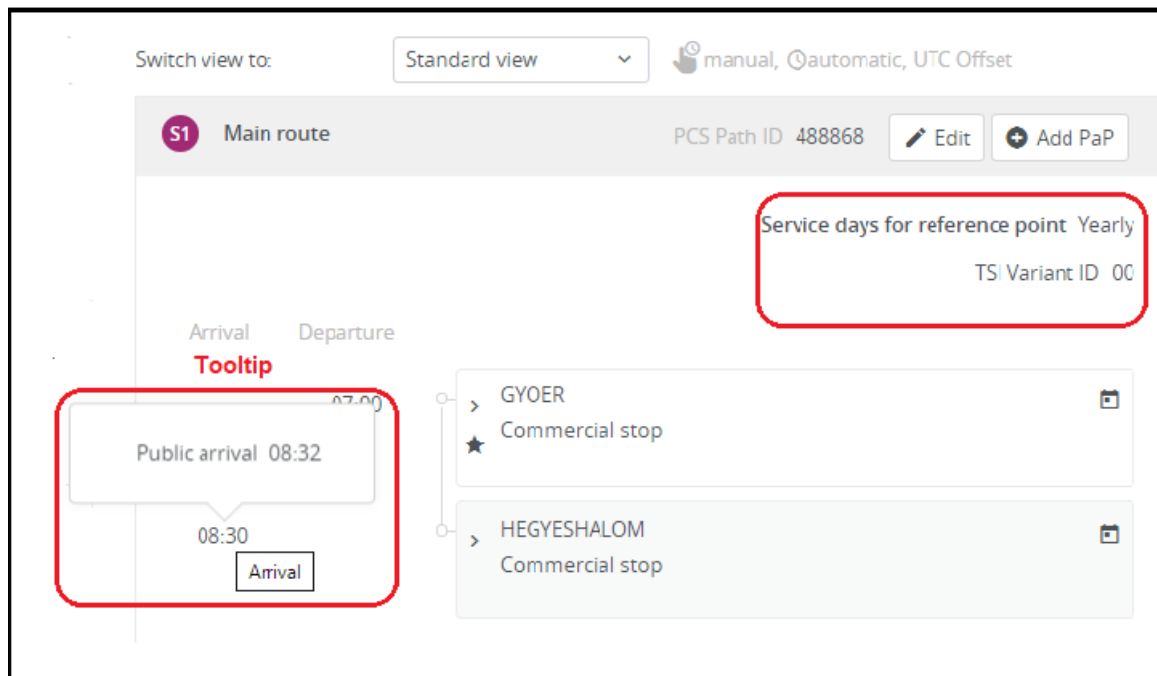 Switch view to: Standard view manual, automatic, UTC Offset
S1 Main route PCS Path ID 488868 Edit Add PaP
Service days for reference point Yearly
TSI Variant ID 00
Arrival Departure
Tooltip
07:00 GYOER
Commercial stop
Public arrival 08:32
08:30 HEGYESHALOM
Commercial stop
Arrival